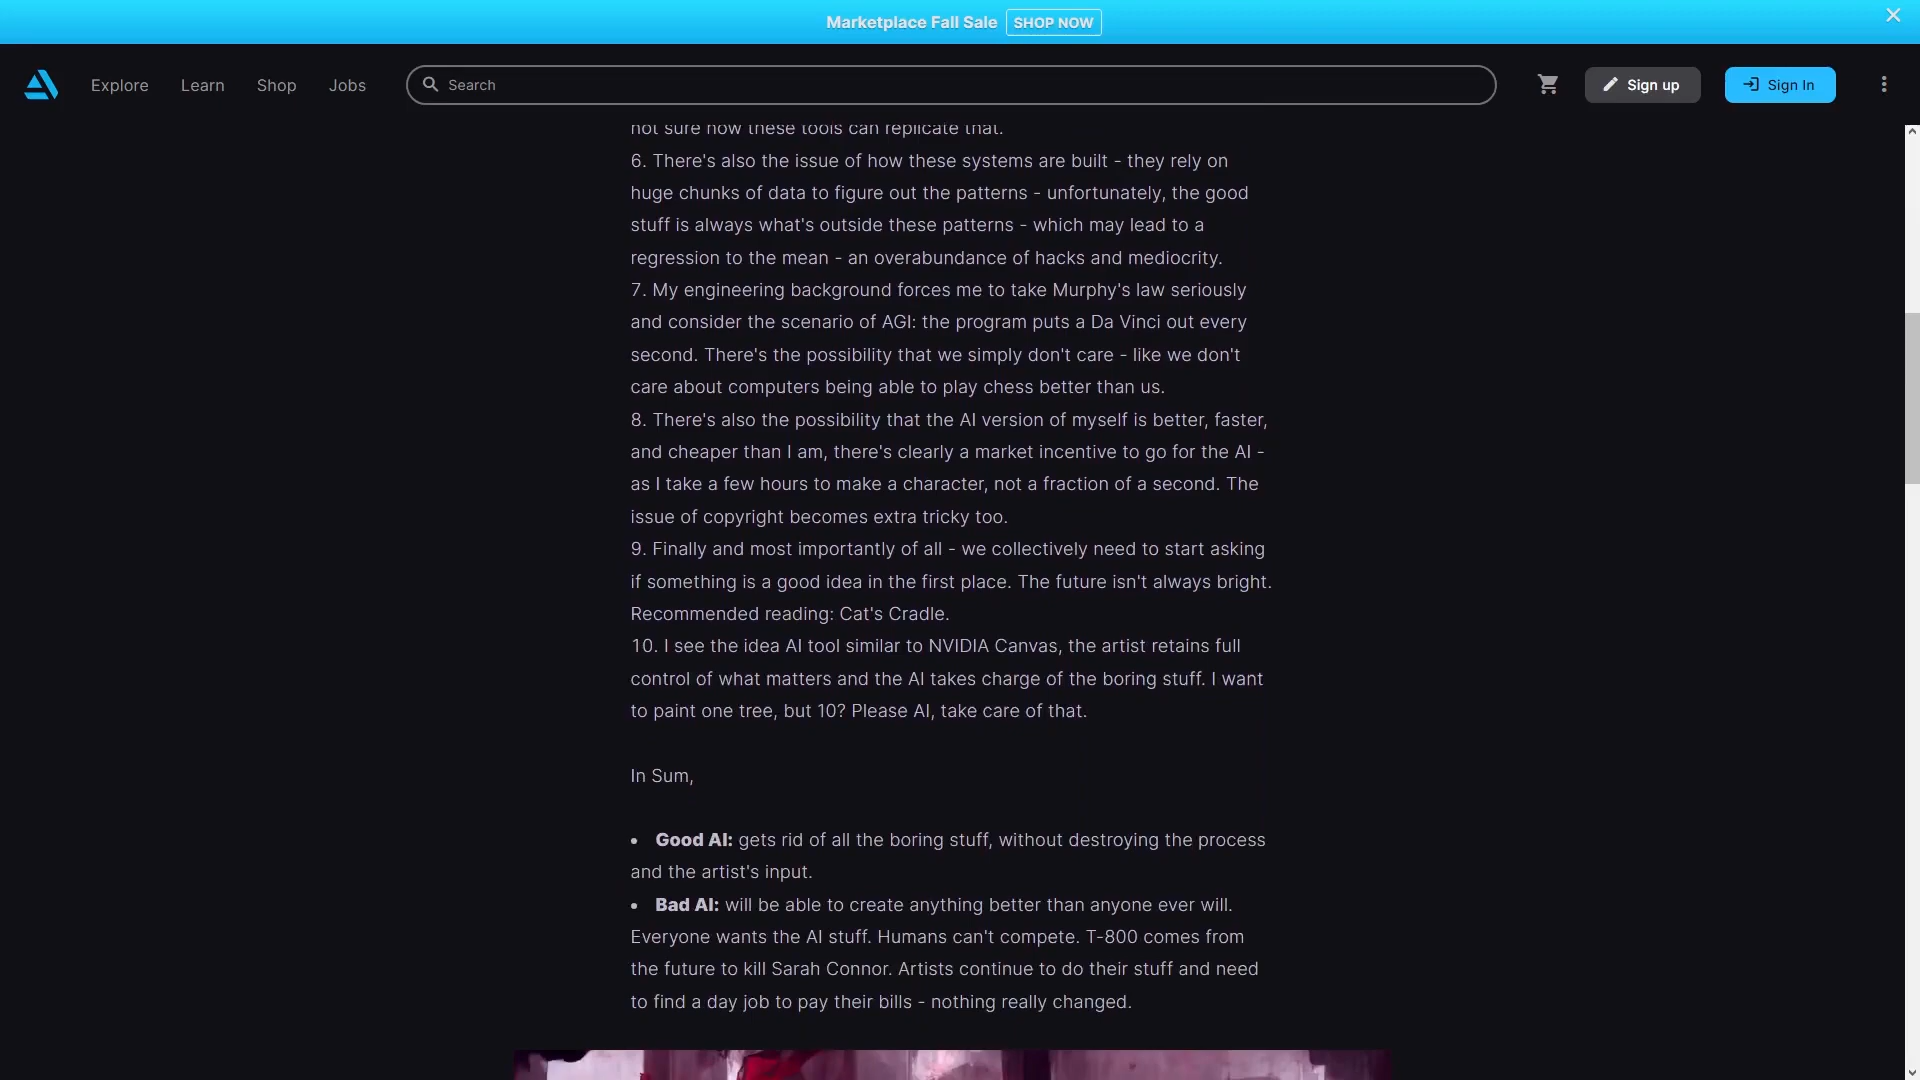 Marketplace Fall Sale SHOP NOW
Explore Learn Shop Jobs Search Sign up Sign In
not sure how these tools can replicate that.
6. There's also the issue of how these systems are built - they rely on
huge chunks of data to figure out the patterns - unfortunately, the good
stuff is always what's outside these patterns - which may lead to a
regression to the mean - an overabundance of hacks and mediocrity.
7. My engineering background forces me to take Murphy's law seriously
and consider the scenario of AGI: the program puts a Da Vinci out every
second. There's the possibility that we simply don't care - like we don't
care about computers being able to play chess better than us.
8. There's also the possibility that the AI version of myself is better, faster,
and cheaper than I am, there's clearly a market incentive to go for the AI -
as I take a few hours to make a character, not a fraction of a second. The
issue of copyright becomes extra tricky too.
9. Finally and most importantly of all - we collectively need to start asking
if something is a good idea in the first place. The future isn't always bright.
Recommended reading: Cat's Cradle.
10. I see the idea AI tool similar to NVIDIA Canvas, the artist retains full
control of what matters and the AI takes charge of the boring stuff. I want
to paint one tree, but 10? Please AI, take care of that.
In Sum,
• Good AI: gets rid of all the boring stuff, without destroying the process
and the artist's input.
• Bad AI: will be able to create anything better than anyone ever will.
Everyone wants the AI stuff. Humans can't compete. T-800 comes from
the future to kill Sarah Connor. Artists continue to do their stuff and need
to find a day job to pay their bills - nothing really changed.